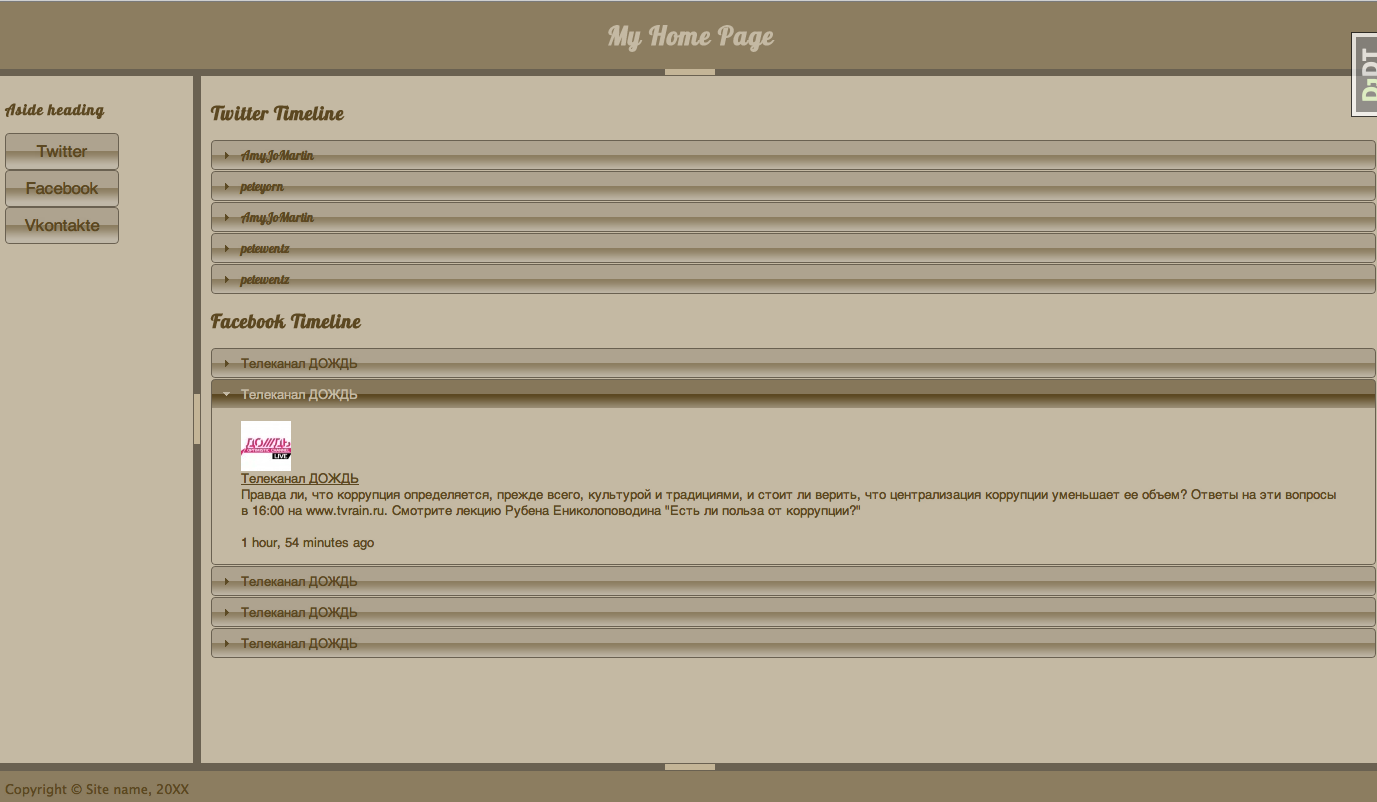 My Home Page
DjDT
Aside heading
Twitter
Facebook
Vkontakte
Twitter Timeline
AmyJoMartin
peteyorn
AmyJoMartin
petewentz
petewentz
Facebook Timeline
Телеканал ДОЖДЬ
Телеканал ДОЖДЬ
ДОЖДЬ
OPTIMISTIC CHANNEL
LIVE
Телеканал ДОЖДЬ
Правда ли, что коррупция определяется, прежде всего, культурой и традициями, и стоит ли верить, что централизация коррупции уменьшает ее объем? Ответы на эти вопросы
в 16:00 на www.tvrain.ru. Смотрите лекцию Рубена Ениколоповодина "Есть ли польза от коррупции?"
1 hour, 54 minutes ago
Телеканал ДОЖДЬ
Телеканал ДОЖДЬ
Телеканал ДОЖДЬ
Copyright © Site name, 20XX